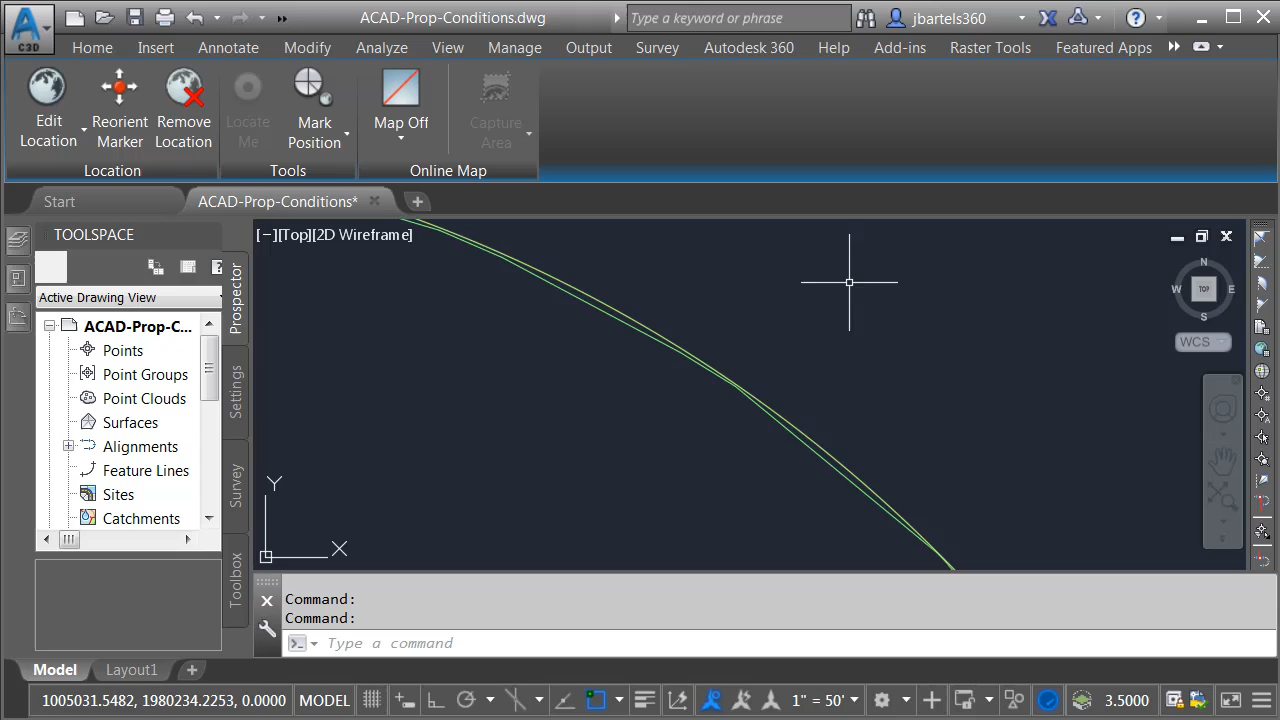 ACAD-Prop-Conditions.dwg
Type a keyword or phrase
jbartels360
C3D
Home Insert Annotate Modify Analyze View Manage Output Survey Autodesk 360 Help Add-ins Raster Tools Featured Apps
Edit Location
Reorient Marker
Remove Location
Locate Me
Mark Position
Map Off
Capture Area
Location Tools Online Map
Start ACAD-Prop-Conditions*
TOOLSPACE
[−][Top][2D Wireframe]
Active Drawing View
ACAD-Prop-C...
Points
Point Groups
Point Clouds
Surfaces
Alignments
Feature Lines
Sites
Catchments
Prospector
Settings
Survey
Toolbox
N
W TOP E
S
WCS
Y
X
Command:
Command:
Type a command
Model Layout1
1005031.5482, 1980234.2253, 0.0000 MODEL 1" = 50' 3.5000